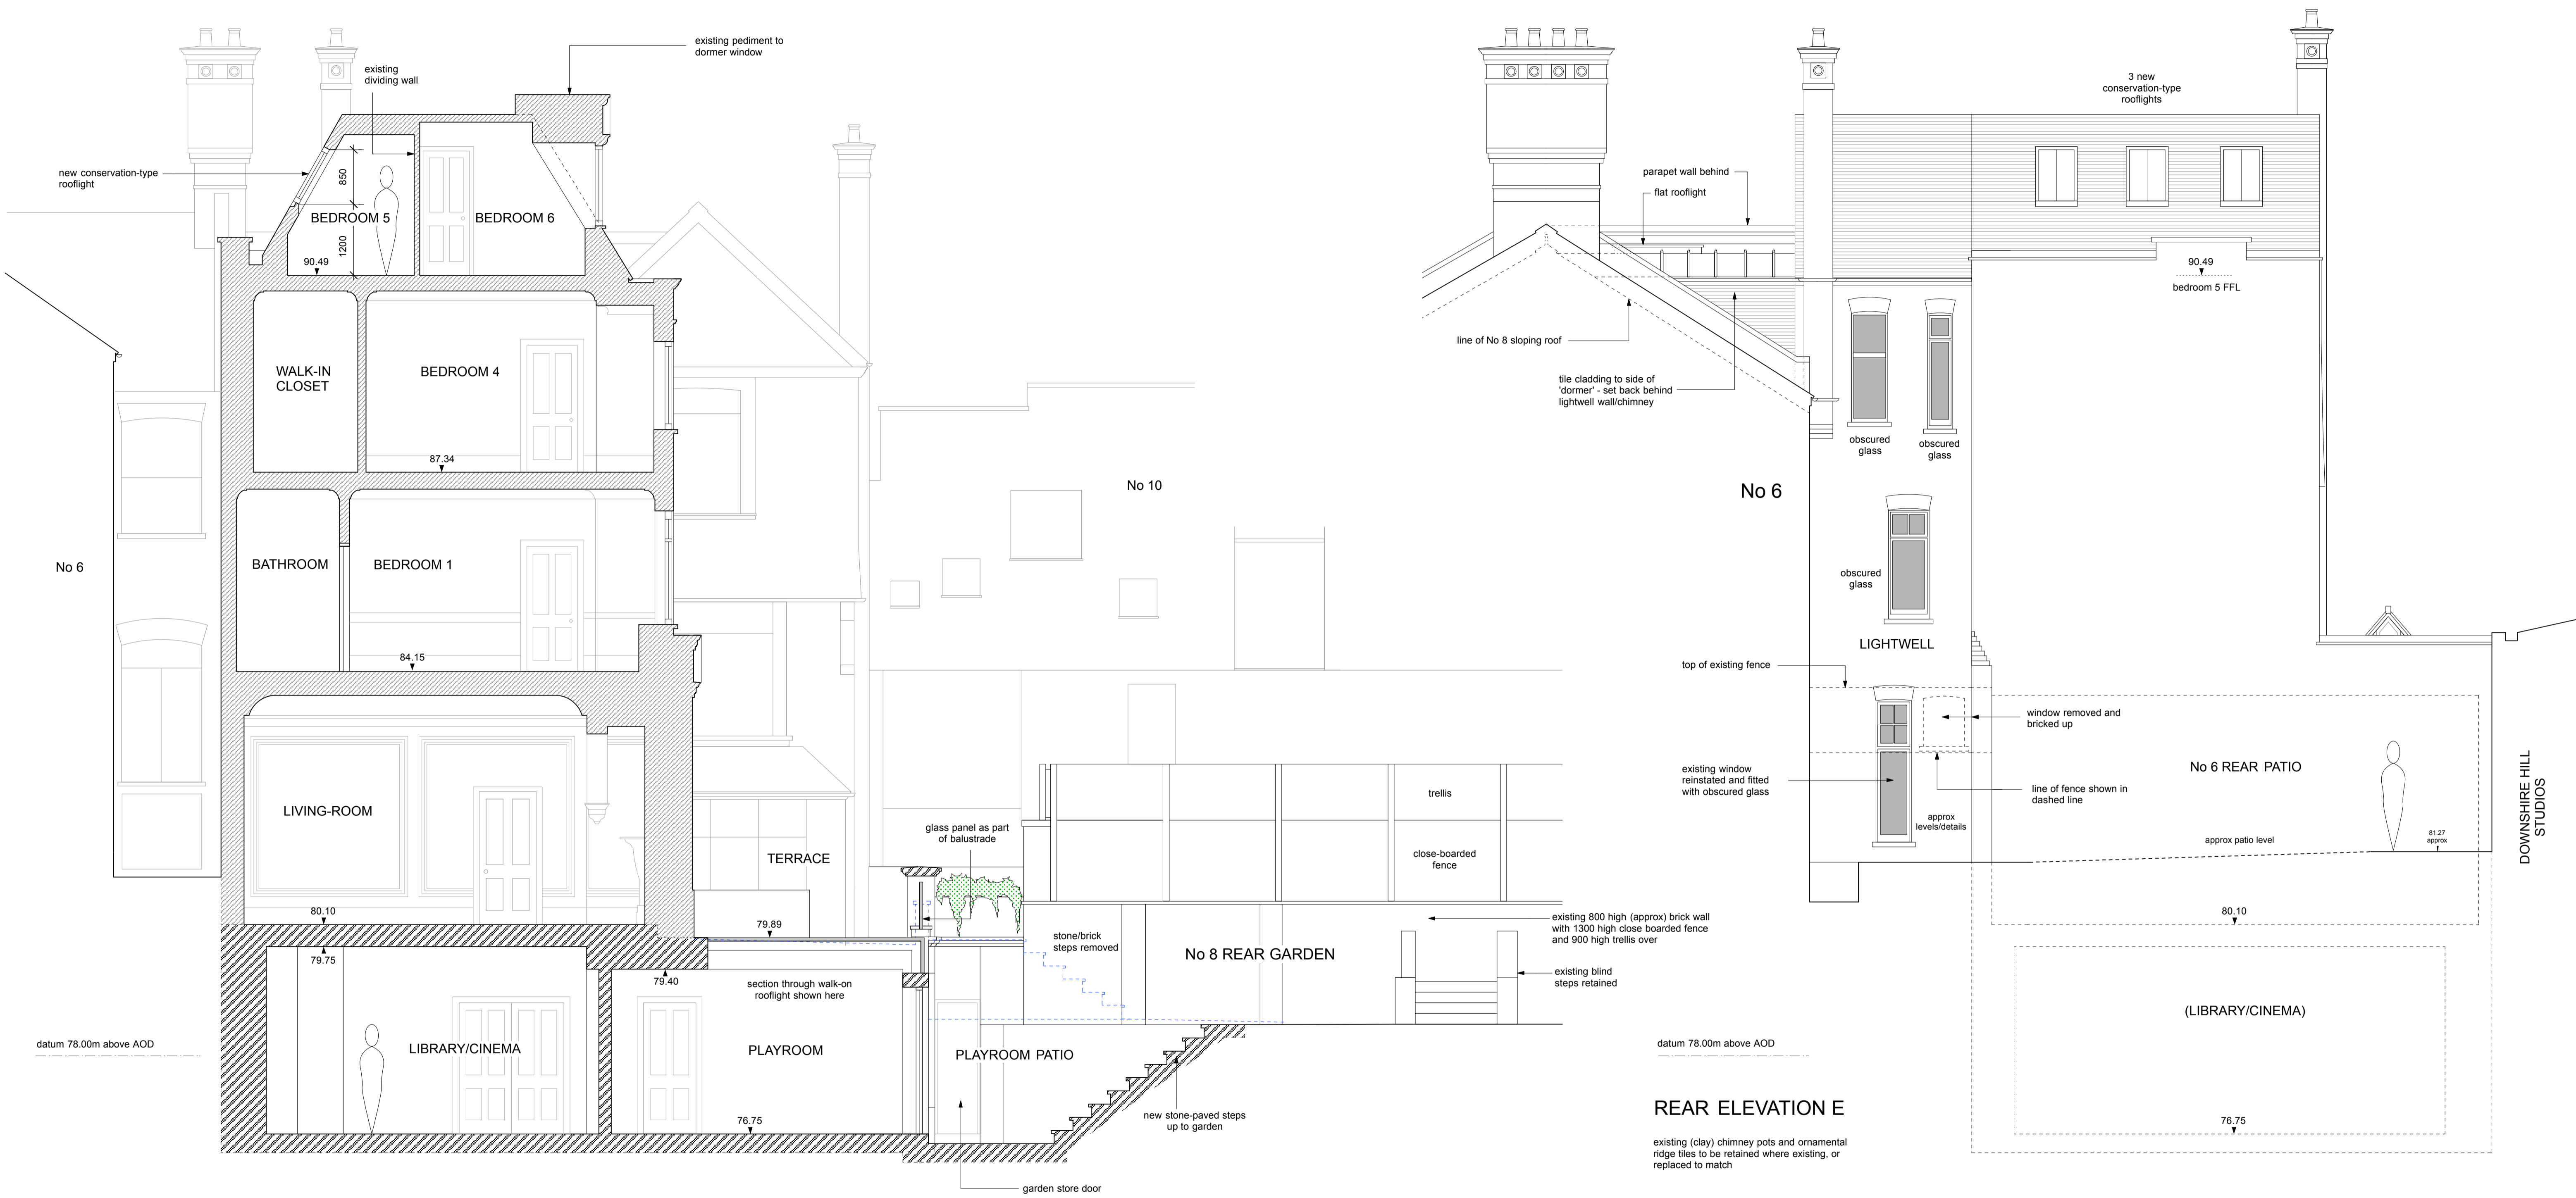 existing pediment to
dormer window
existing
dividing wall
new conservation-type
rooflight
850
1200
BEDROOM 5
BEDROOM 6
90.49
WALK-IN
CLOSET
BEDROOM 4
87.34
No 6
BATHROOM
BEDROOM 1
84.15
No 10
LIVING-ROOM
80.10
79.75
TERRACE
79.89
glass panel as part
of balustrade
trellis
close-boarded
fence
stone/brick
steps removed
No 8 REAR GARDEN
existing 800 high (approx) brick wall
with 1300 high close boarded fence
and 900 high trellis over
existing blind
steps retained
79.40
section through walk-on
rooflight shown here
datum 78.00m above AOD
LIBRARY/CINEMA
PLAYROOM
PLAYROOM PATIO
76.75
new stone-paved steps
up to garden
garden store door
3 new
conservation-type
rooflights
parapet wall behind
flat rooflight
90.49
bedroom 5 FFL
line of No 8 sloping roof
tile cladding to side of
'dormer' - set back behind
lightwell wall/chimney
obscured
glass
obscured
glass
No 6
obscured
glass
LIGHTWELL
top of existing fence
window removed and
bricked up
existing window
reinstated and fitted
with obscured glass
No 6 REAR PATIO
line of fence shown in
dashed line
approx
levels/details
approx patio level
81.27
approx
DOWNSHIRE HILL
STUDIOS
80.10
(LIBRARY/CINEMA)
datum 78.00m above AOD
76.75
REAR ELEVATION E
existing (clay) chimney pots and ornamental
ridge tiles to be retained where existing, or
replaced to match